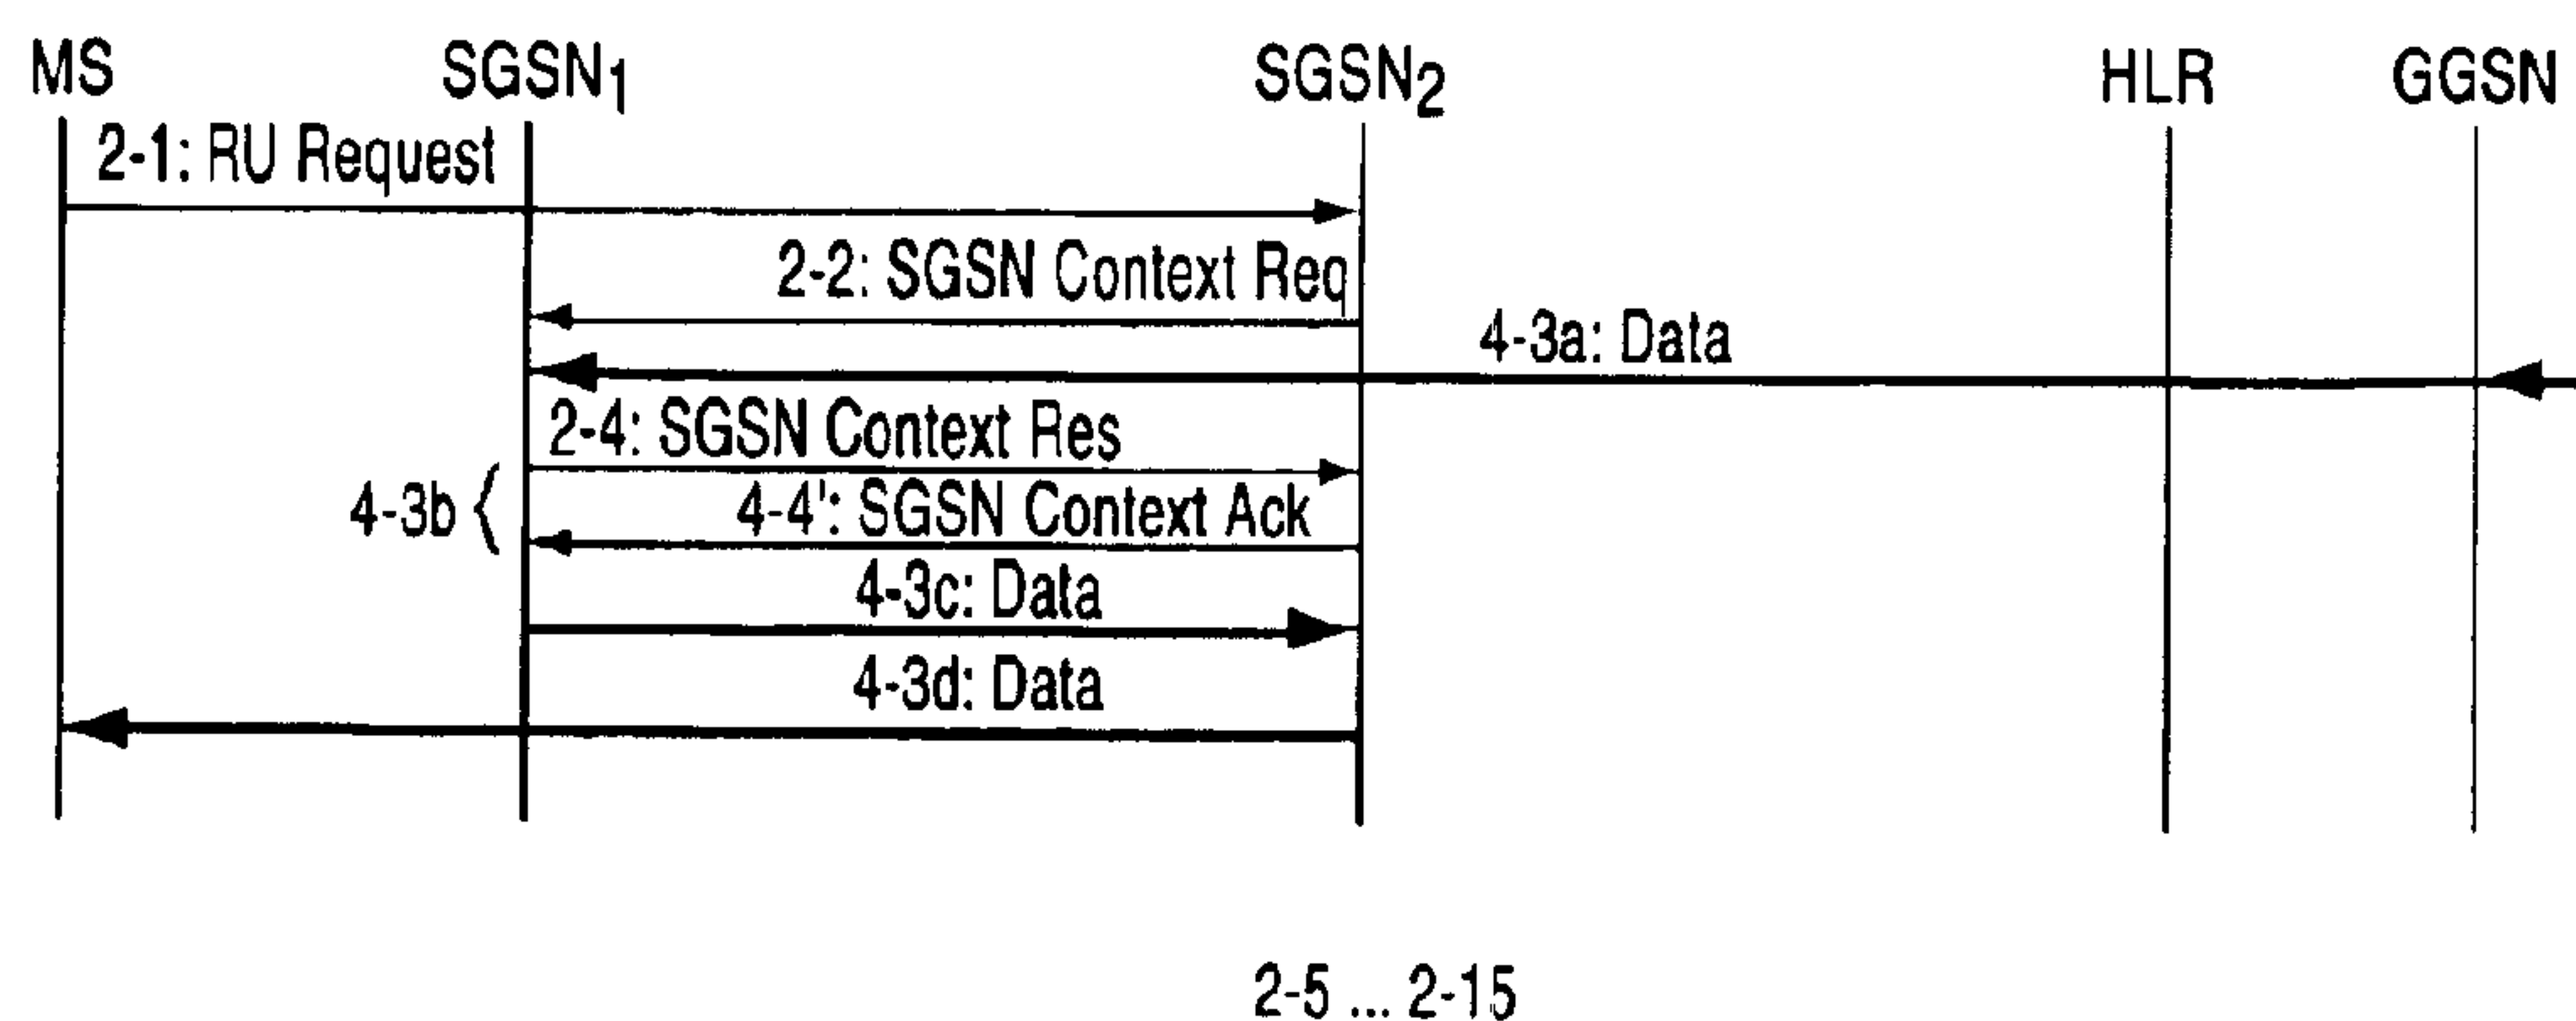 MS SGSN1 SGSN2 HLR GGSN
2-1: RU Request
2-2: SGSN Context Req
4-3a: Data
2-4: SGSN Context Res
4-3b {
4-4': SGSN Context Ack
4-3c: Data
4-3d: Data
2-5 ... 2-15